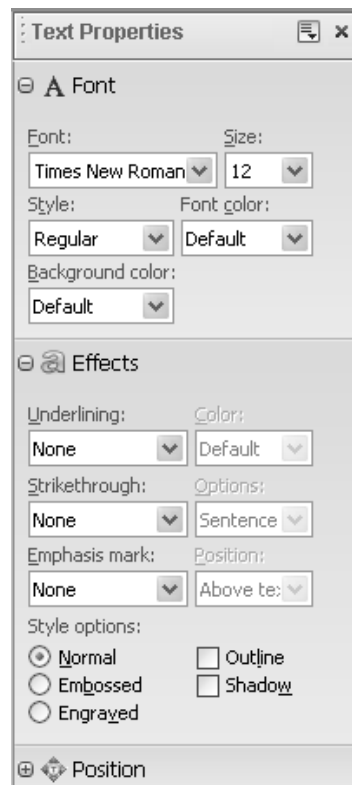 Text Properties
Font
Font: Size:
Times New Roman 12
Style: Font color:
Regular Default
Background color:
Default
Effects
Underlining: Color:
None Default
Strikethrough: Options:
None Sentence
Emphasis mark: Position:
None Above te
Style options:
Normal Outline
Embossed Shadow
Engraved
Position